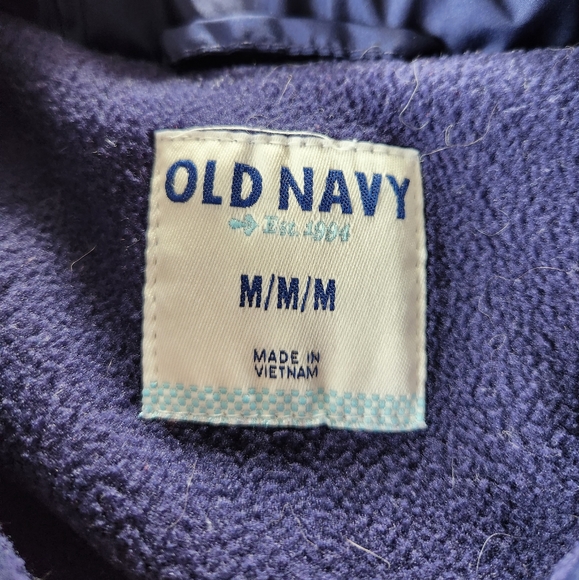 OLD NAVY
Est. 1994
M/M/M
MADE IN
VIETNAM